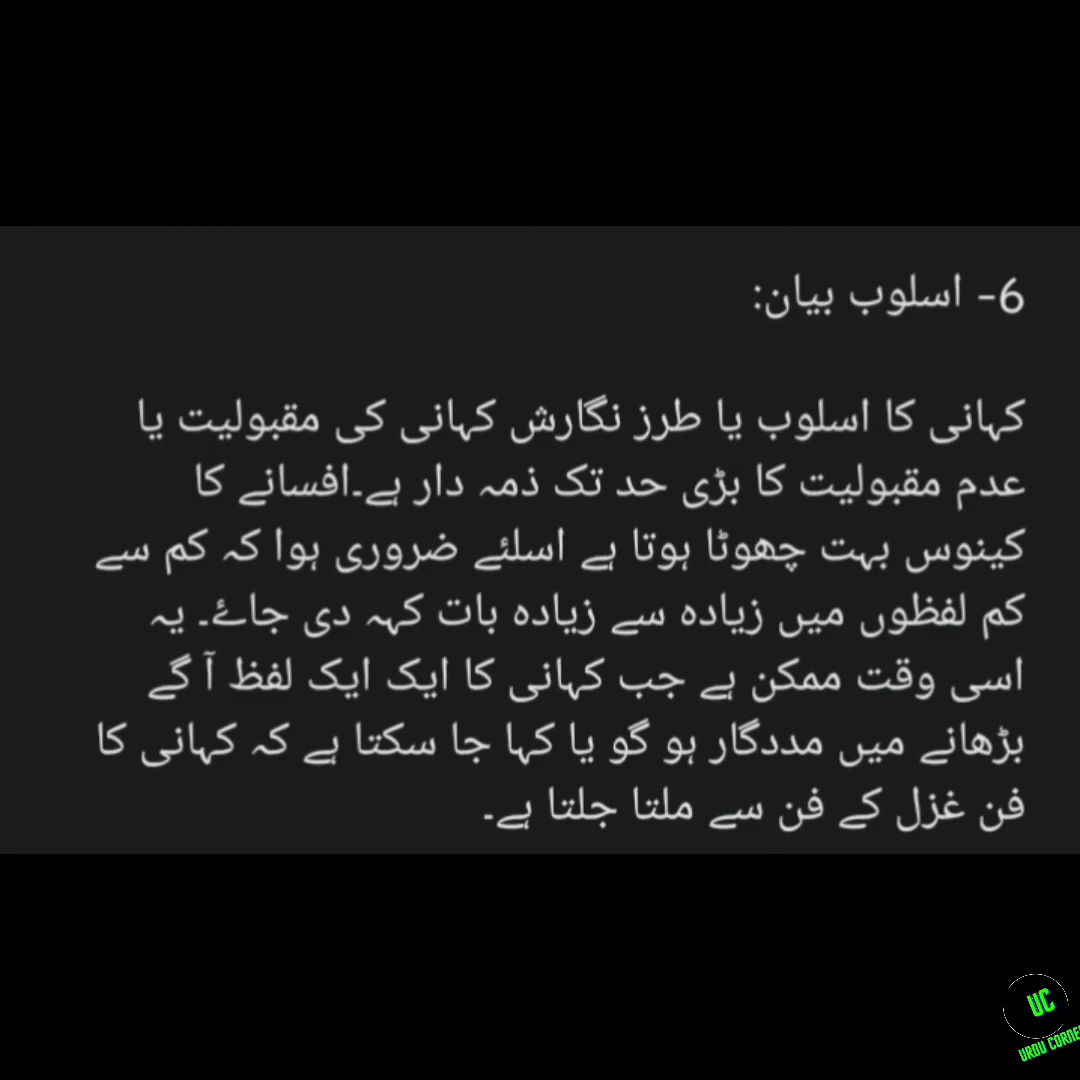 6- اسلوب بیان:
کہانی کا اسلوب یا طرز نگارش کہانی کی مقبولیت یا
عدم مقبولیت کا بڑی حد تک ذمہ دار ہے۔افسانے کا
کینوس بہت چھوٹا ہوتا ہے اسلئے ضروری ہوا کہ کم سے
کم لفظوں میں زیادہ سے زیادہ بات کہہ دی جاۓ۔ یہ
اسی وقت ممکن ہے جب کہانی کا ایک ایک لفظ آ گے
بڑھانے میں مددگار ہو گو یا کہا جا سکتا ہے کہ کہانی کا
فن غزل کے فن سے ملتا جلتا ہے۔
UC
URDU CORNER